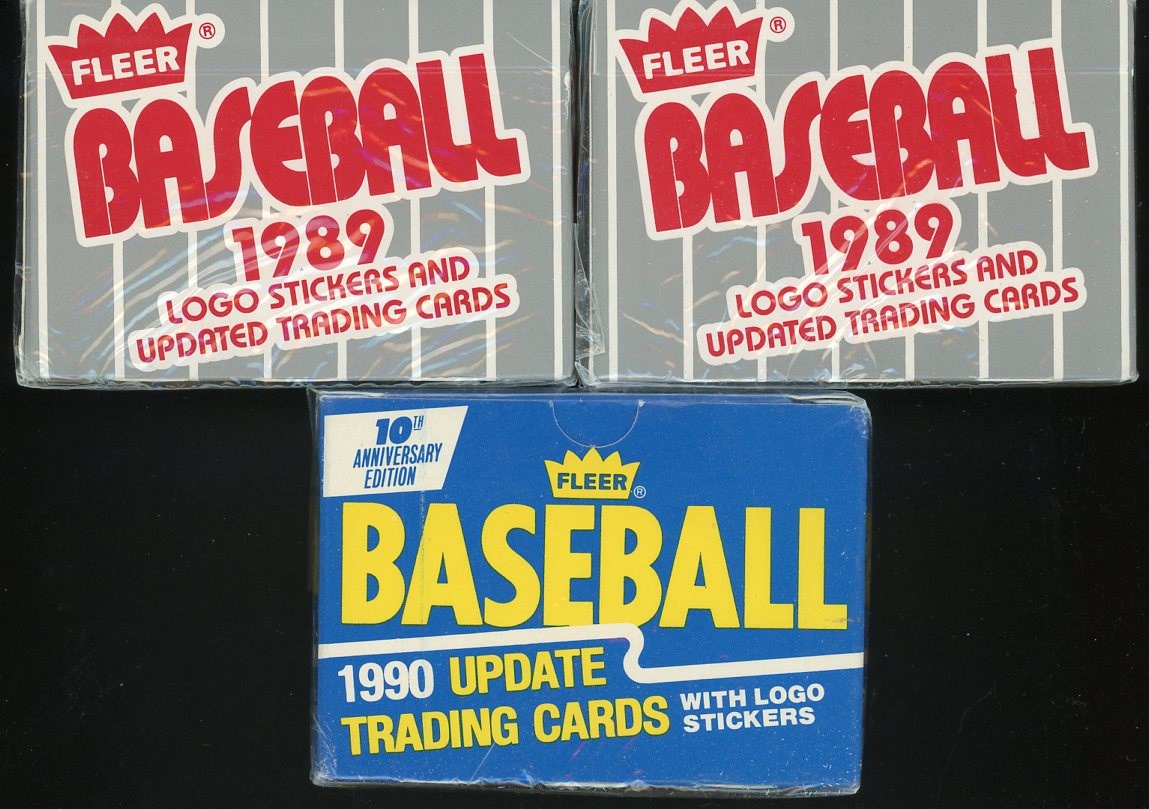 FLEER®
BASEBALL
1989
LOGO STICKERS AND
UPDATED TRADING CARDS
FLEER®
BASEBALL
1989
LOGO STICKERS AND
UPDATED TRADING CARDS
10TH
ANNIVERSARY
EDITION
FLEER®
BASEBALL
1990 UPDATE
TRADING CARDS
WITH LOGO
STICKERS